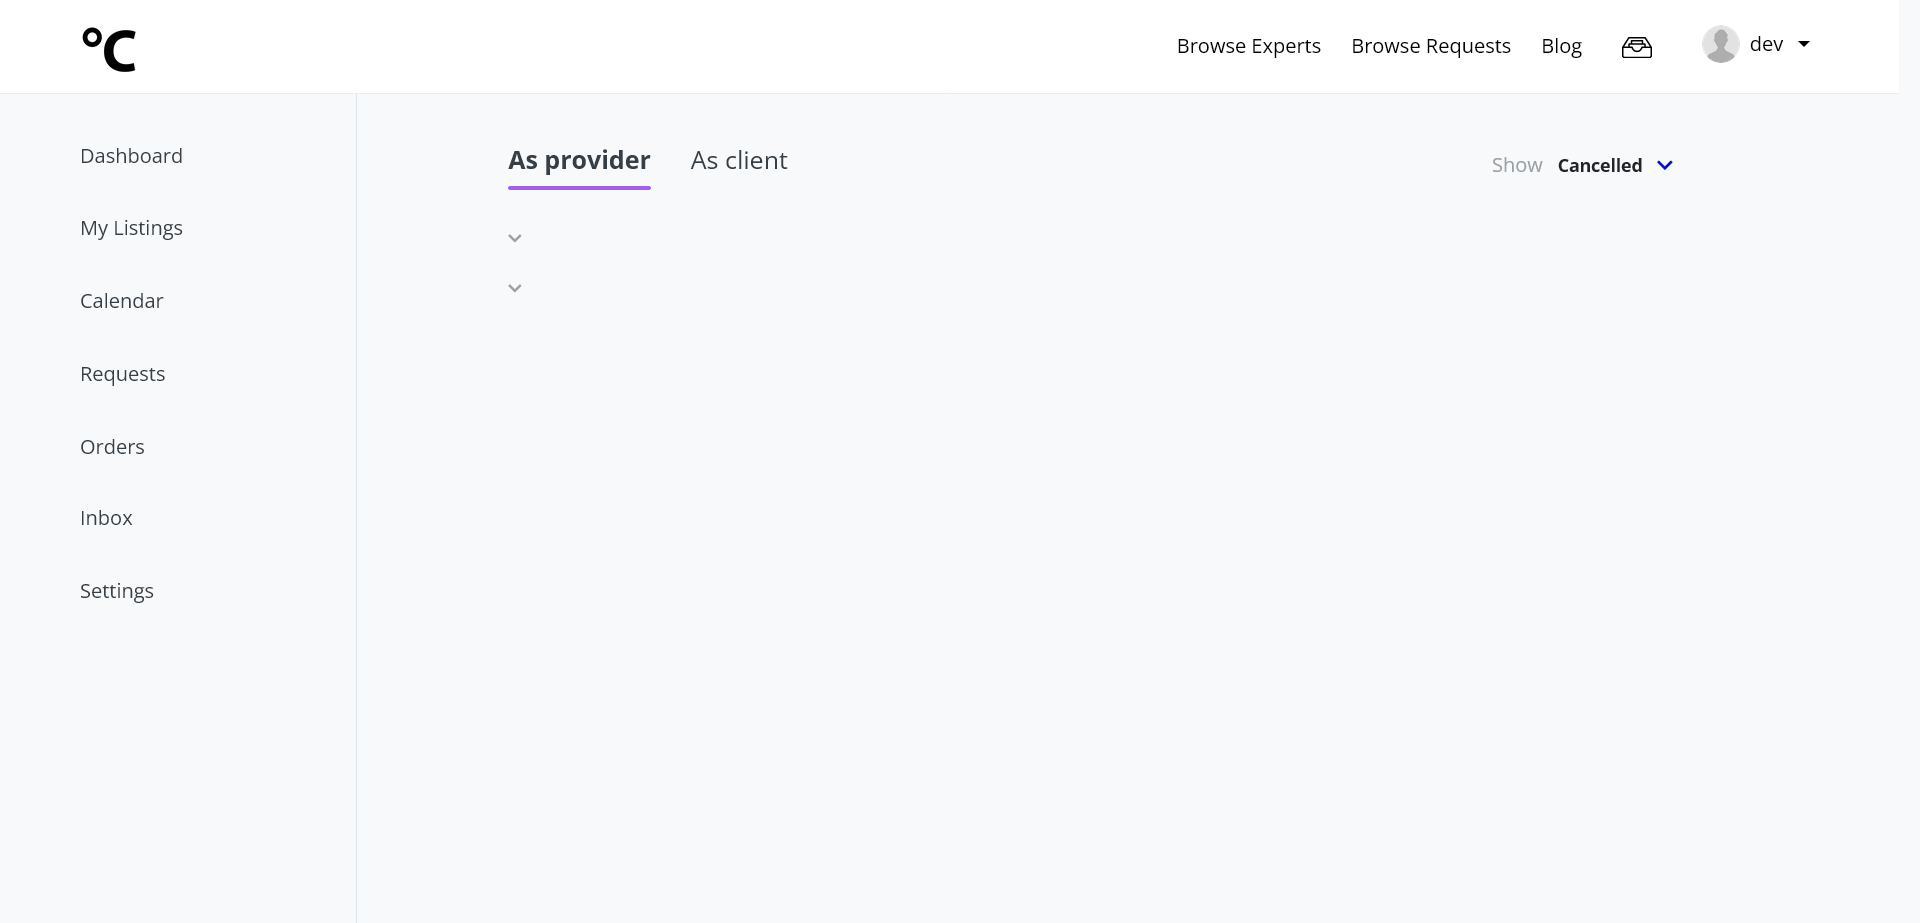 °C
Browse Experts
Browse Requests
Blog
dev
Dashboard
My Listings
Calendar
Requests
Orders
Inbox
Settings
As provider
As client
Show Cancelled